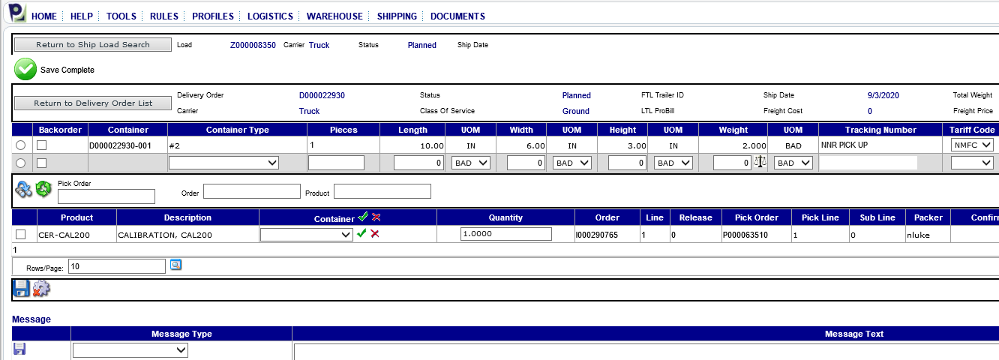 HOME HELP TOOLS RULES PROFILES LOGISTICS WAREHOUSE SHIPPING DOCUMENTS
Return to Ship Load Search Load Z000008350 Carrier Truck Status Planned Ship Date
Save Complete
Delivery Order D000022930 Status Planned FTL Trailer ID Ship Date 9/3/2020 Total Weight
Return to Delivery Order List
Carrier Truck Class Of Service Ground LTL ProBill Freight Cost 0 Freight Price
Backorder Container Container Type Pieces Length UOM Width UOM Height UOM Weight UOM Tracking Number Tariff Code
D000022930-001 #2 1 10.00 IN 6.00 IN 3.00 IN 2.000 BAD NNR PICK UP NMFC
0 BAD 0 BAD 0 BAD 0 BAD
Pick Order
Order Product
Product Description Container Quantity Order Line Release Pick Order Pick Line Sub Line Packer Confir
CER-CAL200 CALIBRATION, CAL200 1.0000 I000290765 1 0 P000063510 1 0 nluke
1
Rows/Page: 10
Message
Message Type Message Text